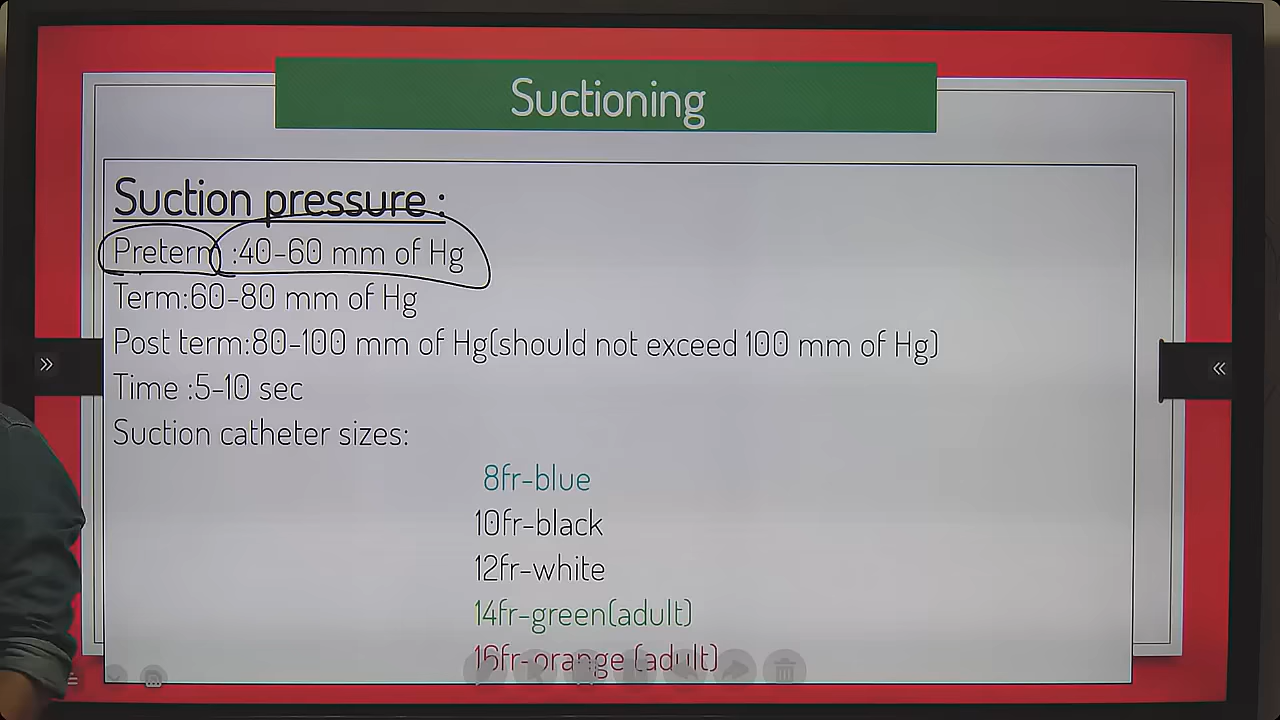 Suctioning
Suction pressure :
Preterm :40-60 mm of Hg
Term:60-80 mm of Hg
Post term:80-100 mm of Hg(should not exceed 100 mm of Hg)
Time :5-10 sec
Suction catheter sizes:
8fr-blue
10fr-black
12fr-white
14fr-green(adult)
16fr-orange (adult)